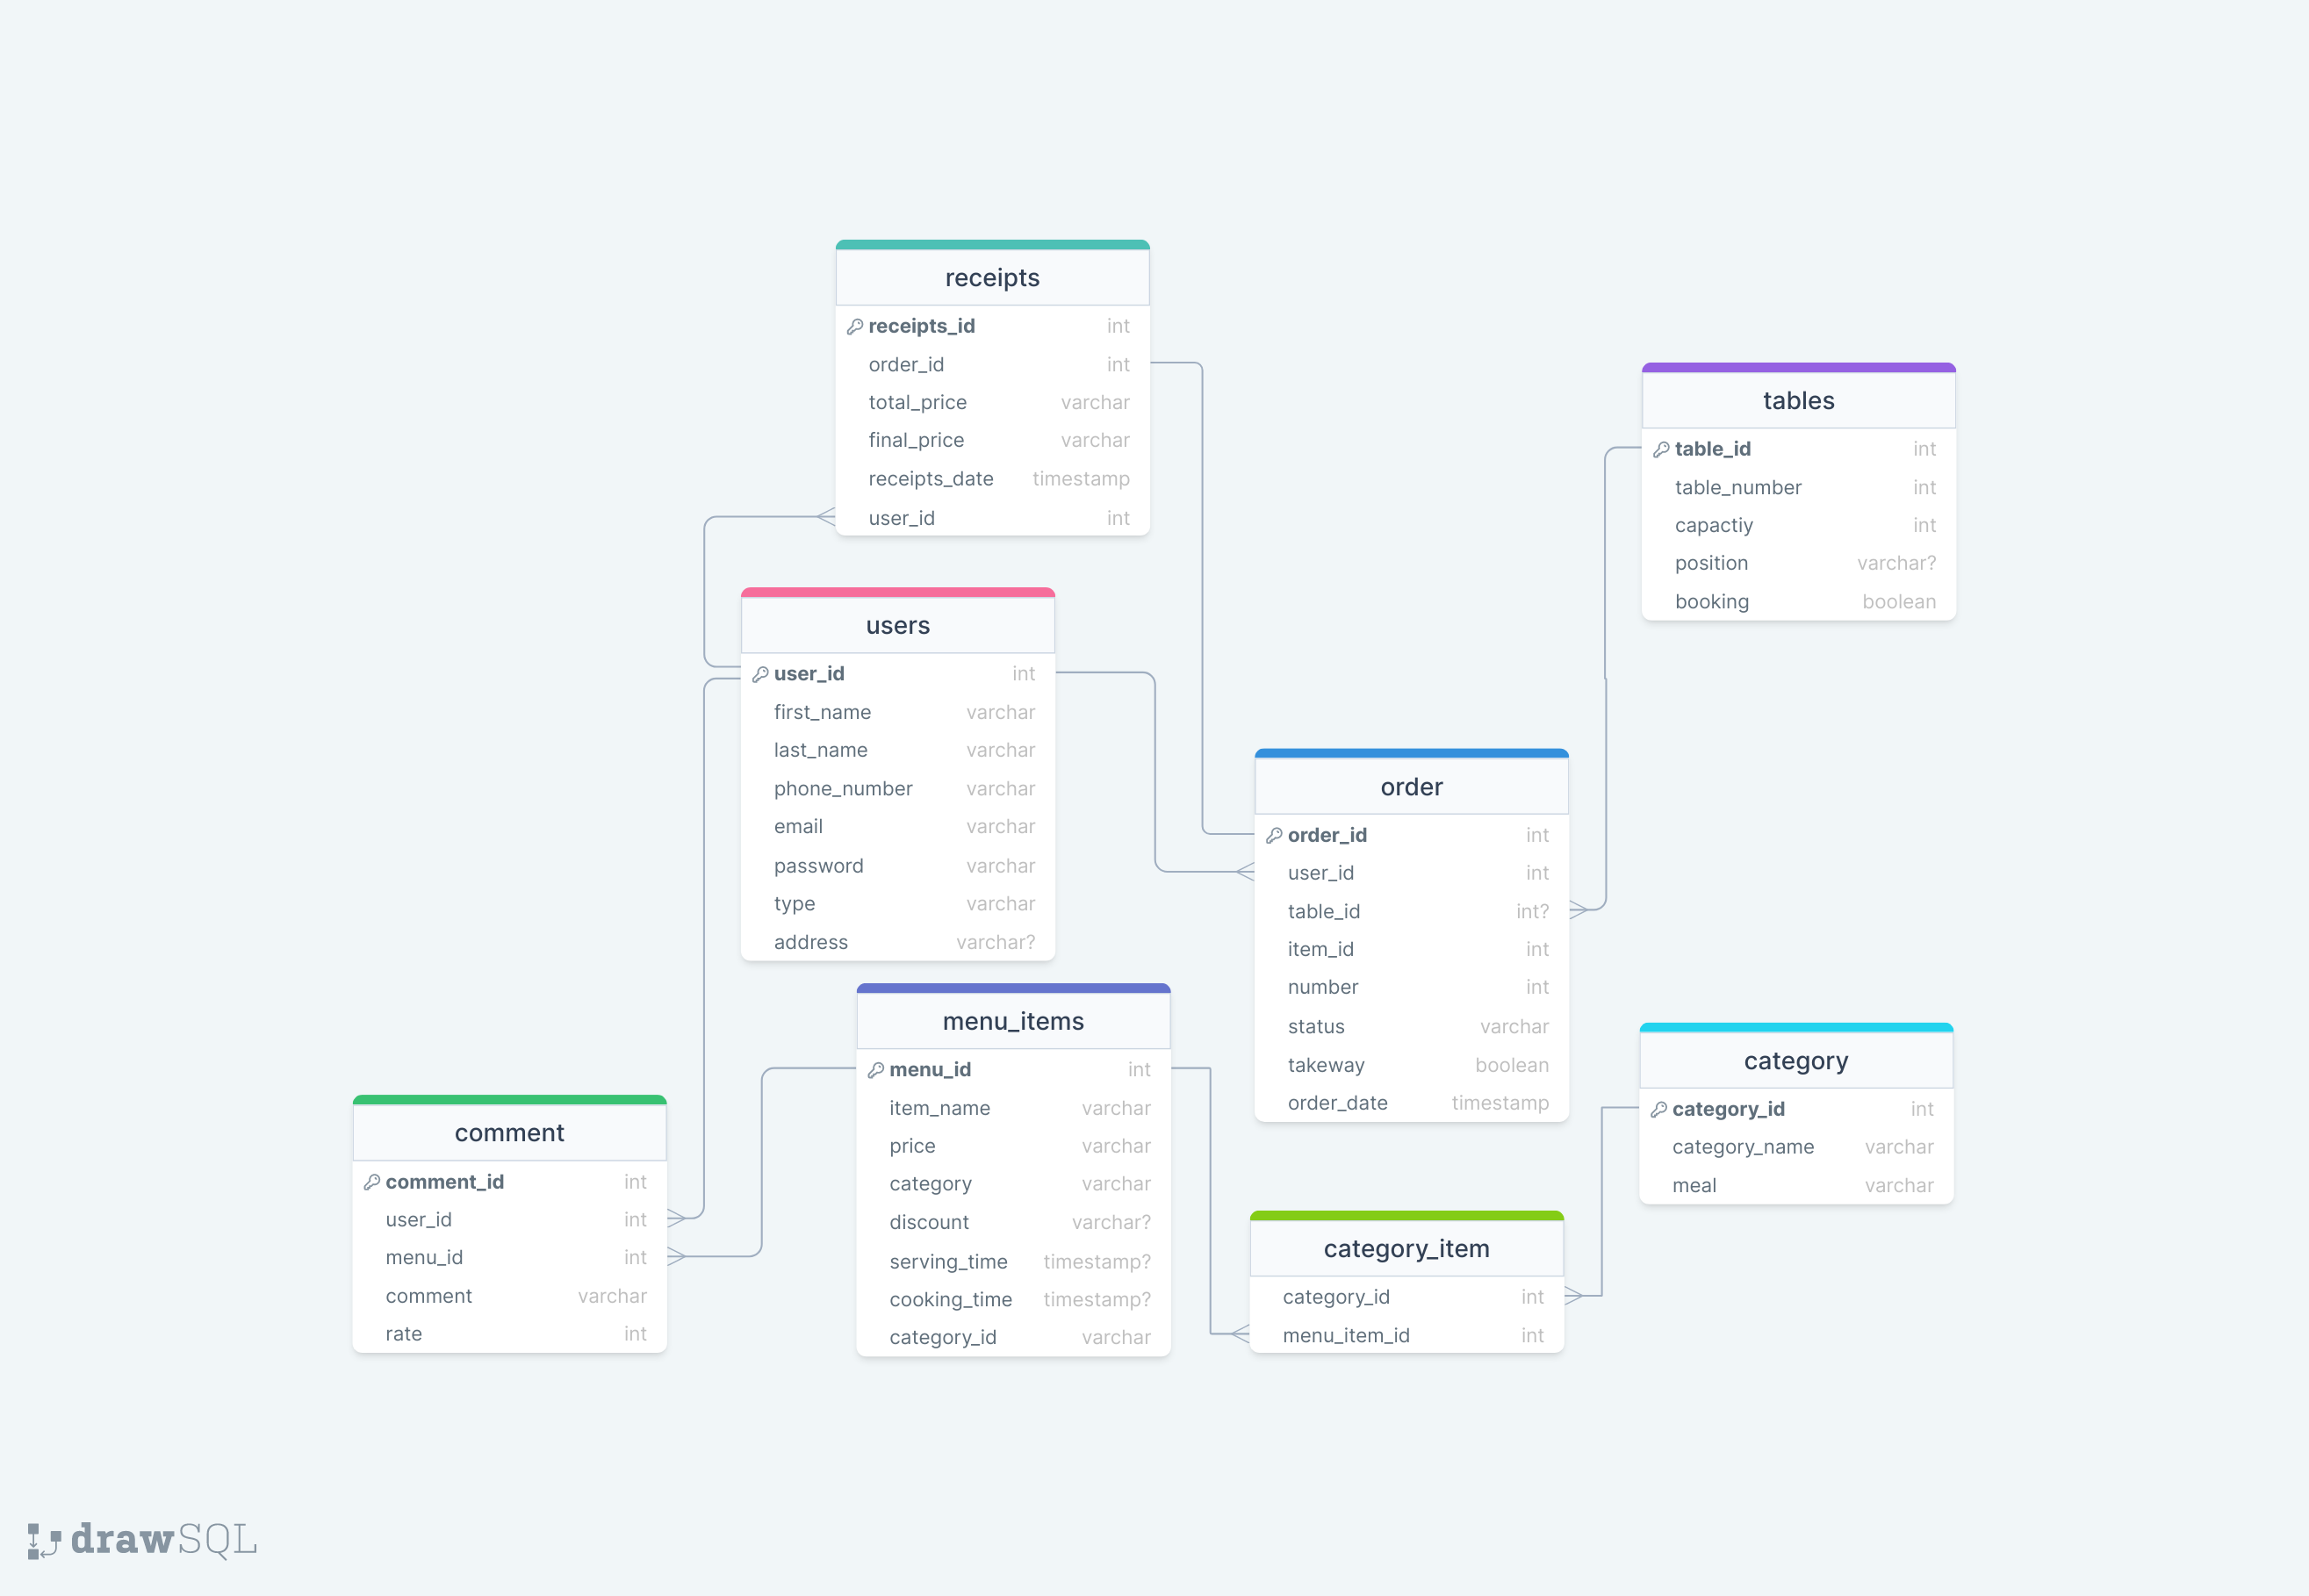 receipts
receipts_id int
order_id int
total_price varchar
final_price varchar
receipts_date timestamp
user_id int
tables
table_id int
table_number int
capactiy int
position varchar?
booking boolean
users
user_id int
first_name varchar
last_name varchar
phone_number varchar
email varchar
password varchar
type varchar
address varchar?
order
order_id int
user_id int
table_id int?
item_id int
number int
status varchar
takeway boolean
order_date timestamp
menu_items
menu_id int
item_name varchar
price varchar
category varchar
discount varchar?
serving_time timestamp?
cooking_time timestamp?
category_id varchar
category
category_id int
category_name varchar
meal varchar
comment
comment_id int
user_id int
menu_id int
comment varchar
rate int
category_item
category_id int
menu_item_id int
drawSQL